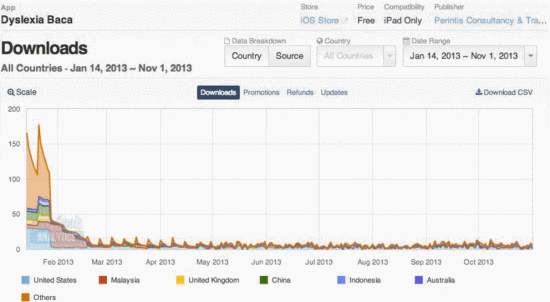 App
Dyslexia Baca
Store
iOS Store
Price
Free
Compatibility
iPad Only
Publisher
Perintis Consultancy & Tra...
Downloads
All Countries - Jan 14, 2013 ~ Nov 1, 2013
Data Breakdown
Country Source
Country
All Countries
Date Range
Jan 14, 2013 ~ Nov 1, 2013
Scale
Downloads Promotions Refunds Updates
Download CSV
200
150
100
50
0
ANALYTICS
Feb 2013 Mar 2013 Apr 2013 May 2013 Jun 2013 Jul 2013 Aug 2013 Sep 2013 Oct 2013
United States Malaysia United Kingdom China Indonesia Australia
Others